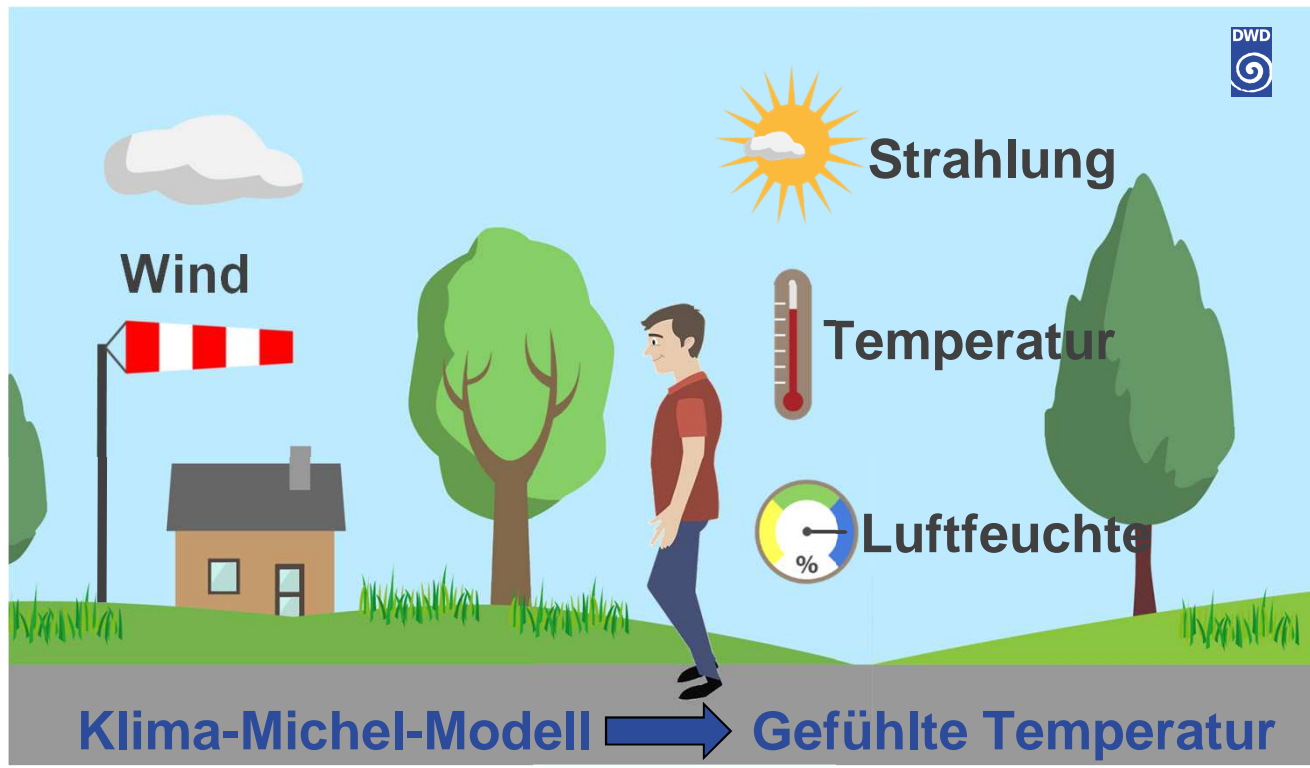 DWD
Strahlung
Wind
Temperatur
Luftfeuchte
%
Klima-Michel-Modell
Gefühlte Temperatur